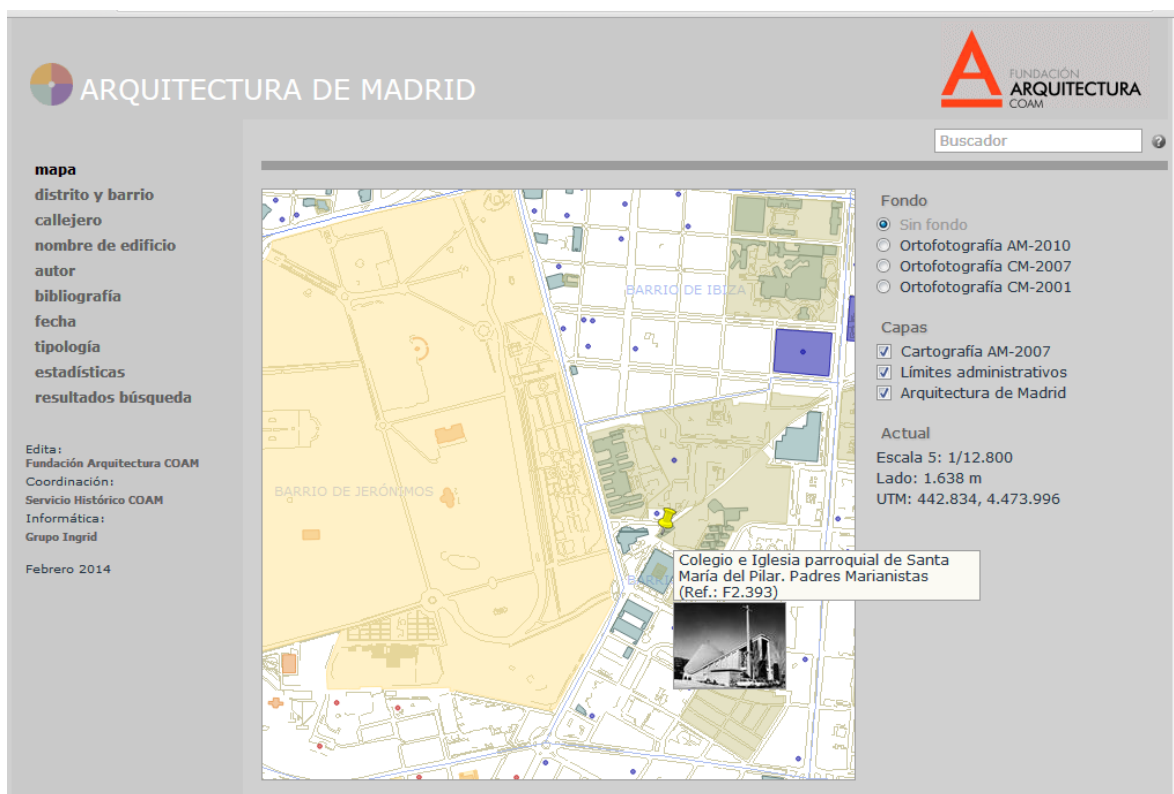 ARQUITECTURA DE MADRID
FUNDACIÓN
ARQUITECTURA
COAM
Buscador
mapa
distrito y barrio
callejero
nombre de edificio
autor
bibliografía
fecha
tipología
estadísticas
resultados búsqueda
Edita:
Fundación Arquitectura COAM
Coordinación:
Servicio Histórico COAM
Informática:
Grupo Ingrid
Febrero 2014
BARRIO DE IBIZA
BARRIO DE JERÓNIMOS
Colegio e Iglesia parroquial de Santa
María del Pilar. Padres Marianistas
(Ref.: F2.393)
Fondo
Sin fondo
Ortofotografía AM-2010
Ortofotografía CM-2007
Ortofotografía CM-2001
Capas
Cartografía AM-2007
Límites administrativos
Arquitectura de Madrid
Actual
Escala 5: 1/12.800
Lado: 1.638 m
UTM: 442.834, 4.473.996